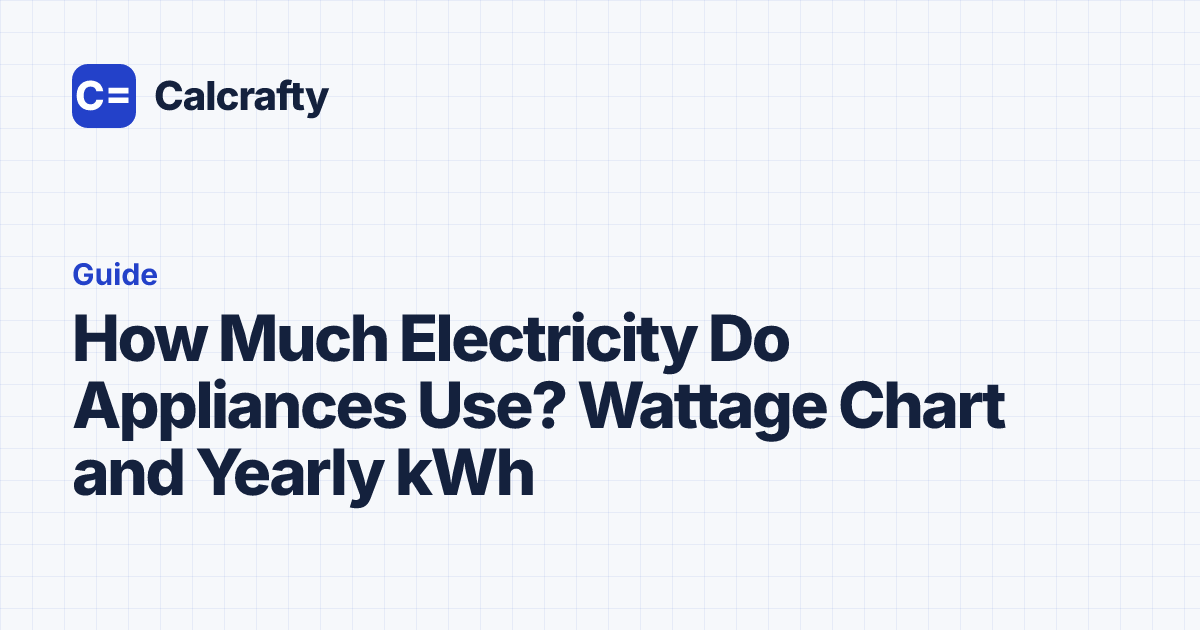 C=
Calcrafty
Guide
How Much Electricity Do
Appliances Use? Wattage Chart
and Yearly kWh